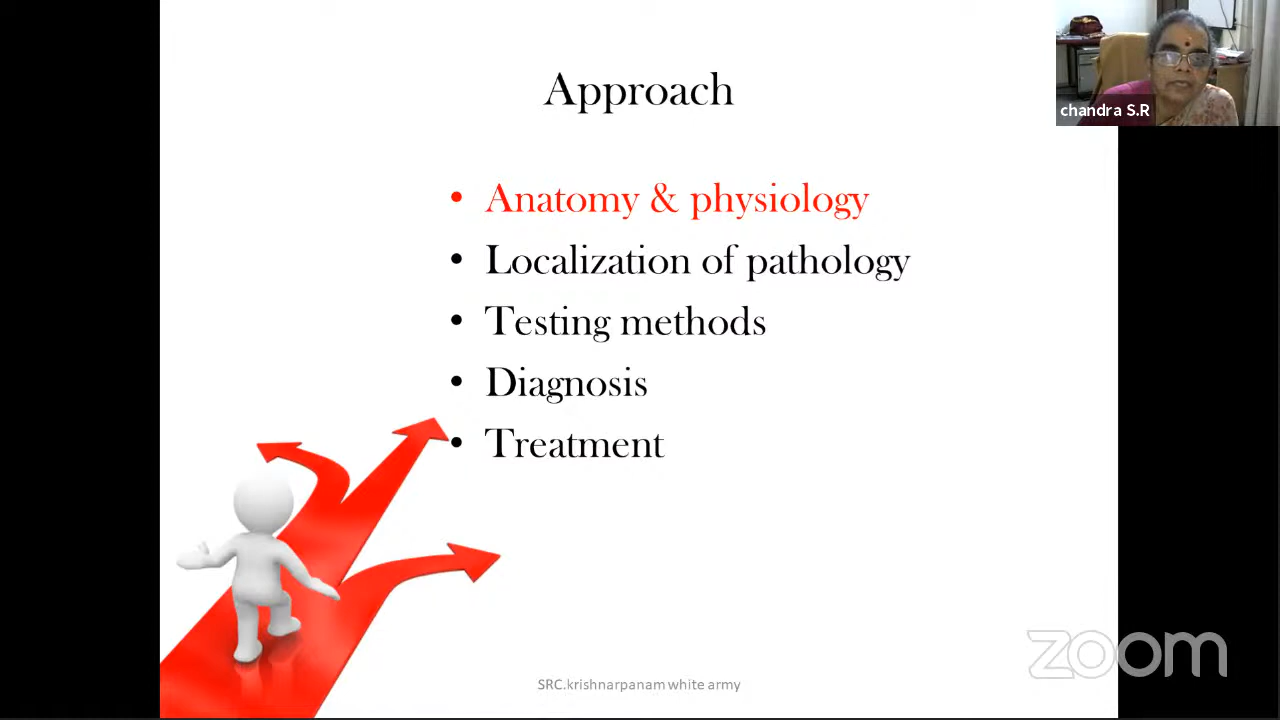 Approach
chandra S.R
• Anatomy & physiology
• Localization of pathology
• Testing methods
• Diagnosis
• Treatment
zoom
SRC.krishnarpanam white army